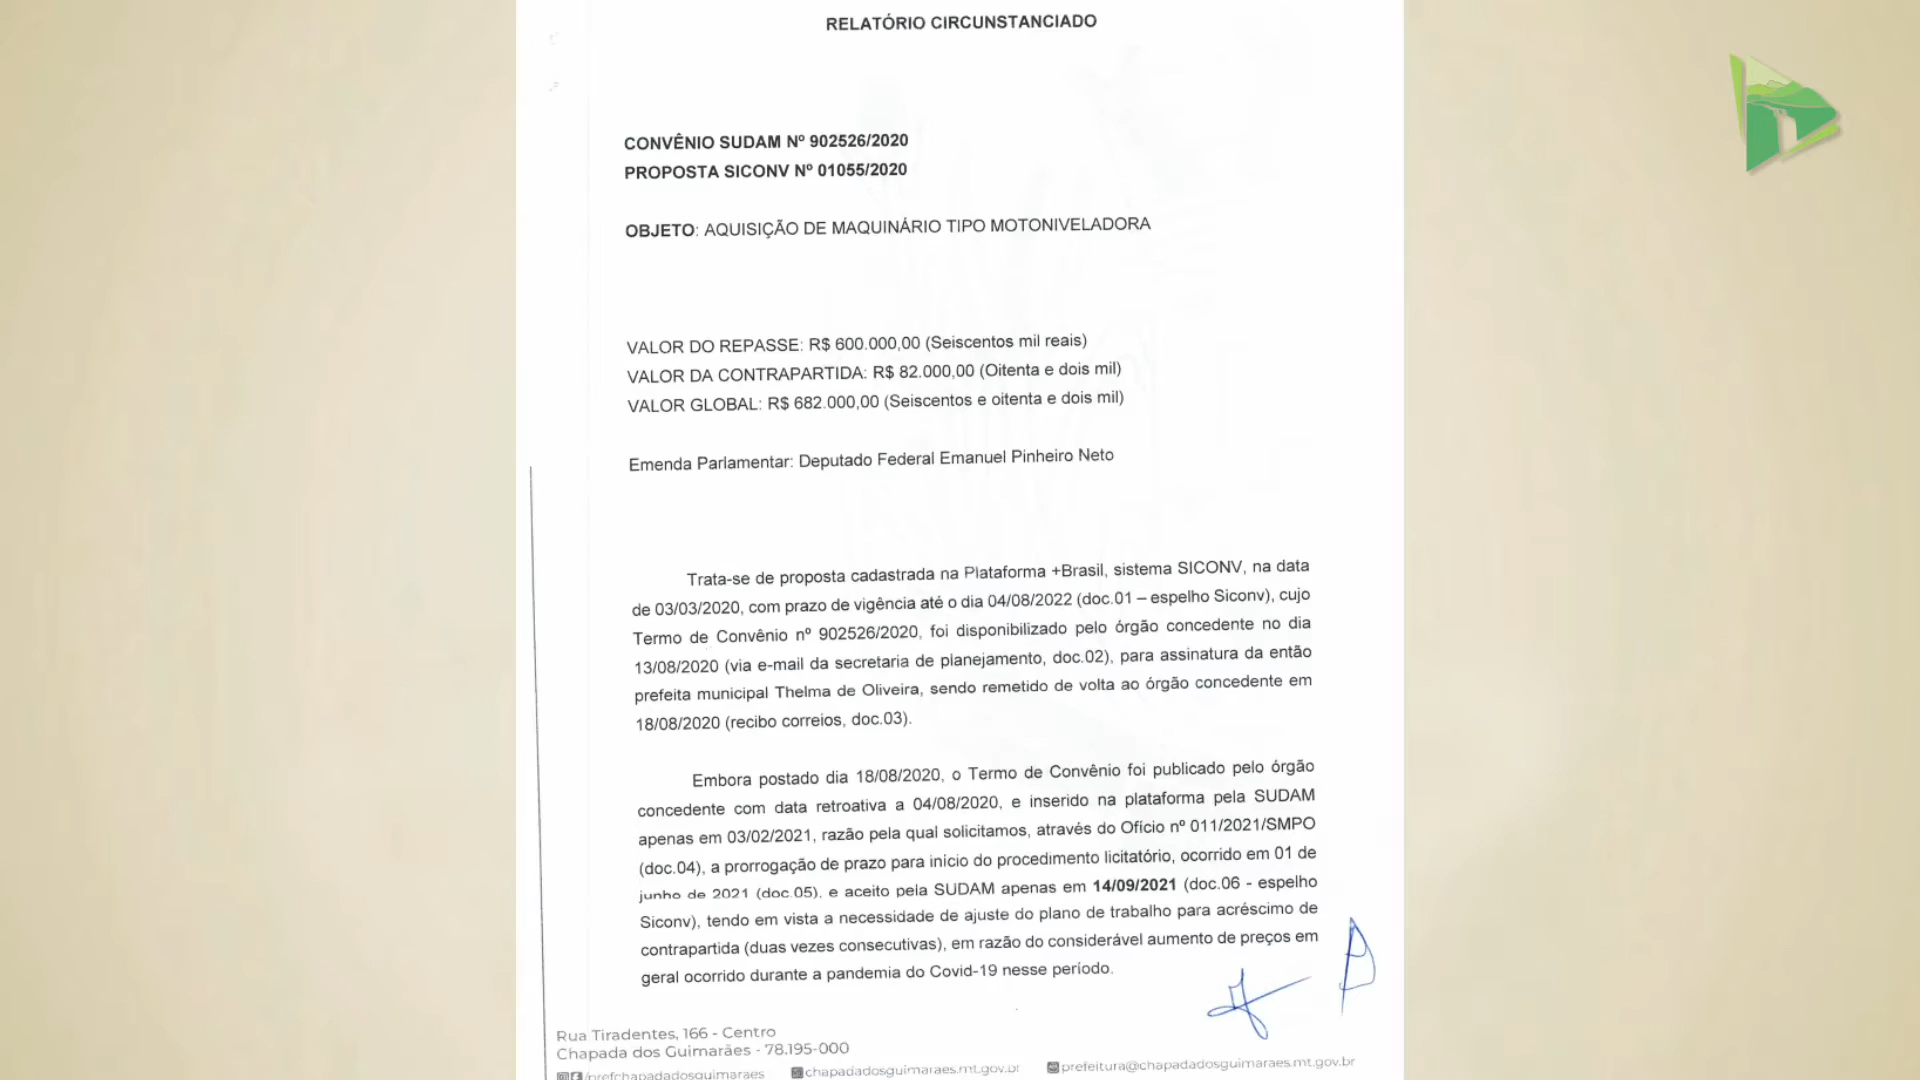 RELATÓRIO CIRCUNSTANCIADO
CONVÊNIO SUDAM Nº 902526/2020
PROPOSTA SICONV Nº 01055/2020
OBJETO: AQUISIÇÃO DE MAQUINÁRIO TIPO MOTONIVELADORA
VALOR DO REPASSE: R$ 600.000,00 (Seiscentos mil reais)
VALOR DA CONTRAPARTIDA: R$ 82.000,00 (Oitenta e dois mil)
VALOR GLOBAL: R$ 682.000,00 (Seiscentos e oitenta e dois mil)
Emenda Parlamentar: Deputado Federal Emanuel Pinheiro Neto
Trata-se de proposta cadastrada na Plataforma +Brasil, sistema SICONV, na data
de 03/03/2020, com prazo de vigência até o dia 04/08/2022 (doc.01 – espelho Siconv), cujo
Termo de Convênio nº 902526/2020, foi disponibilizado pelo órgão concedente no dia
13/08/2020 (via e-mail da secretaria de planejamento, doc.02), para assinatura da então
prefeita municipal Thelma de Oliveira, sendo remetido de volta ao órgão concedente em
18/08/2020 (recibo correios, doc.03).
Embora postado dia 18/08/2020, o Termo de Convênio foi publicado pelo órgão
concedente com data retroativa a 04/08/2020, e inserido na plataforma pela SUDAM
apenas em 03/02/2021, razão pela qual solicitamos, através do Ofício nº 011/2021/SMPO
(doc.04), a prorrogação de prazo para início do procedimento licitatório, ocorrido em 01 de
junho de 2021 (doc.05), e aceito pela SUDAM apenas em 14/09/2021 (doc.06 - espelho
Siconv), tendo em vista a necessidade de ajuste do plano de trabalho para acréscimo de
contrapartida (duas vezes consecutivas), em razão do considerável aumento de preços em
geral ocorrido durante a pandemia do Covid-19 nesse período.
Rua Tiradentes, 166 - Centro
Chapada dos Guimarães - 78.195-000
/prefchapadadosguimaraes chapadadosguimaraes.mt.gov.br prefeitura@chapadadosguimaraes.mt.gov.br